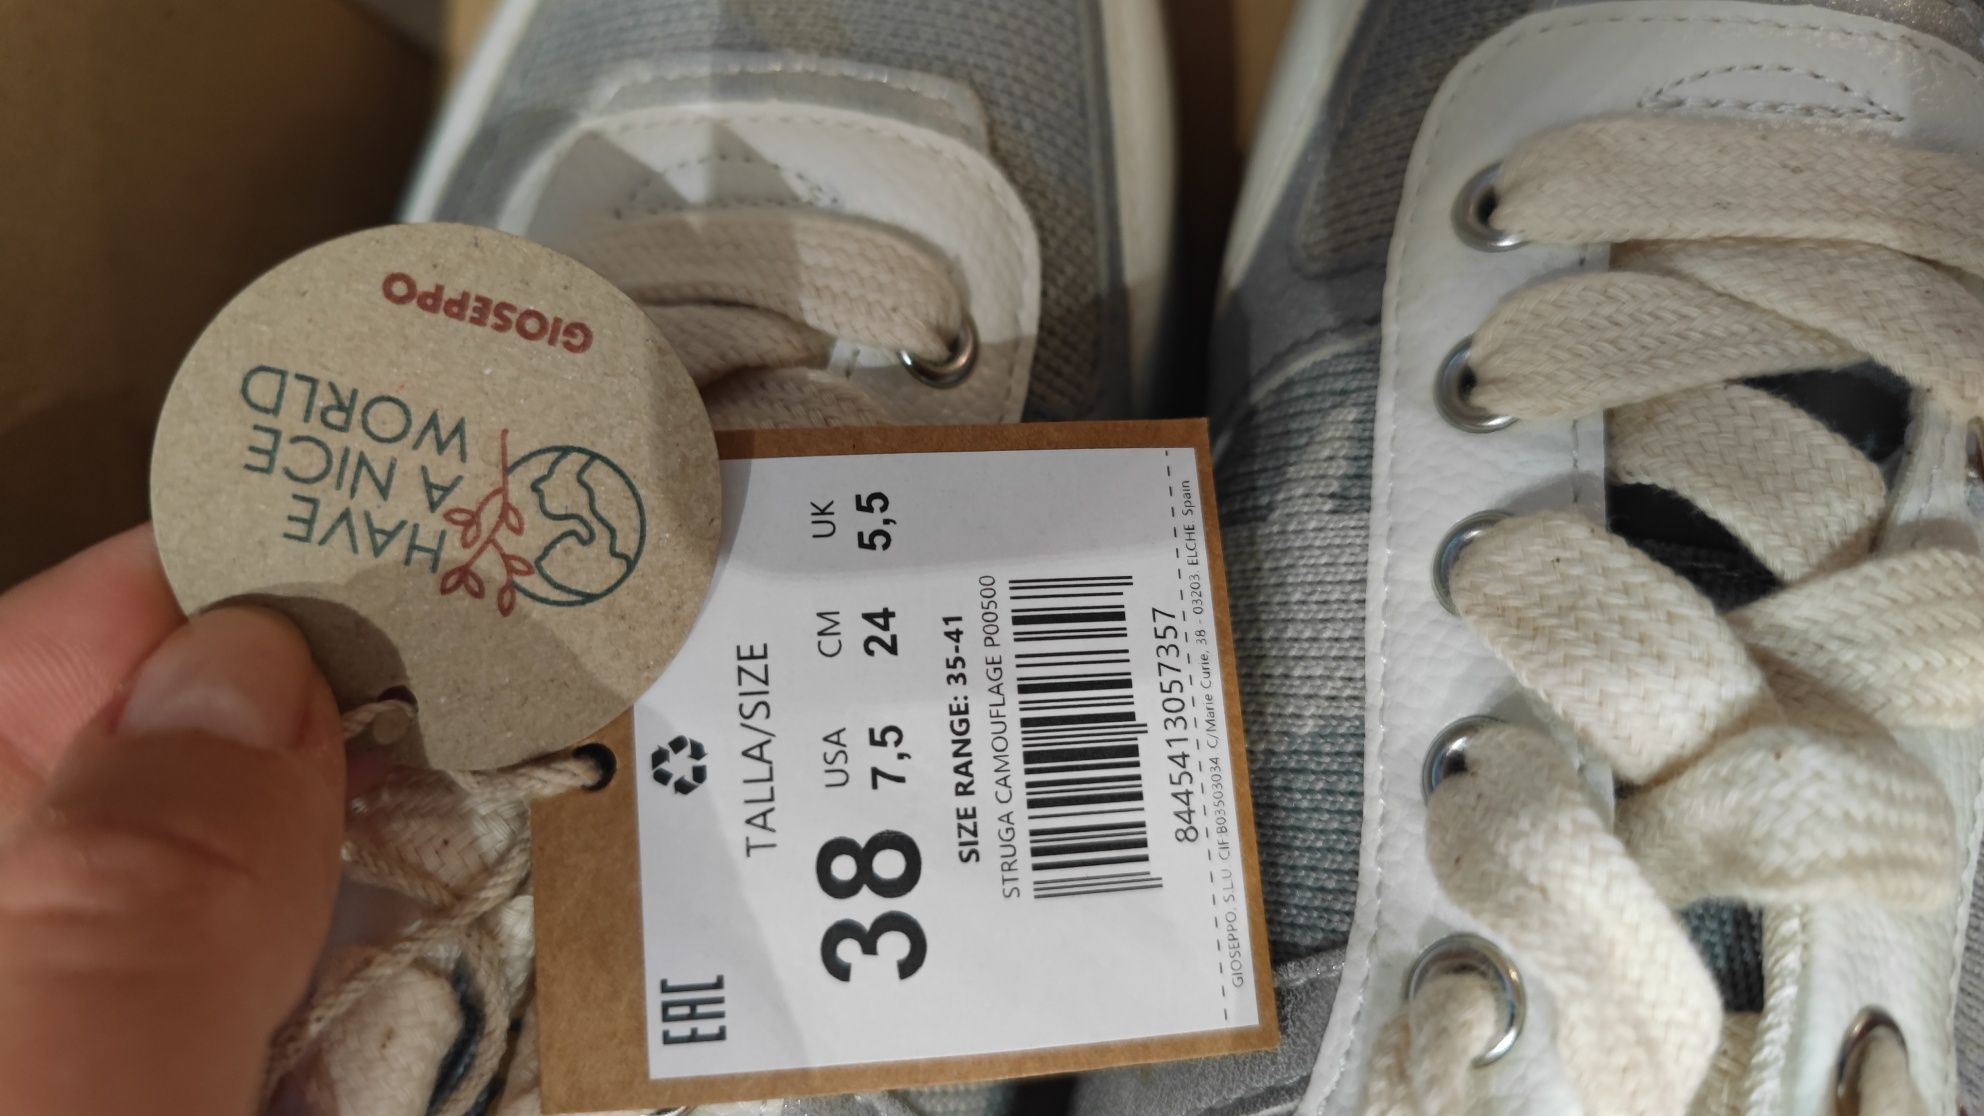 GIOSEPPO
HAVE
A NICE
WORLD
EAC
TALLA/SIZE
38
USA CM UK
7,5 24 5,5
SIZE RANGE: 35-41
STRUGA CAMOUFLAGE P00500
8445413057357
GIOSEPPO, S.L.U CIF:B03503034 C/Marie Curie, 38 - 03203. ELCHE. Spain